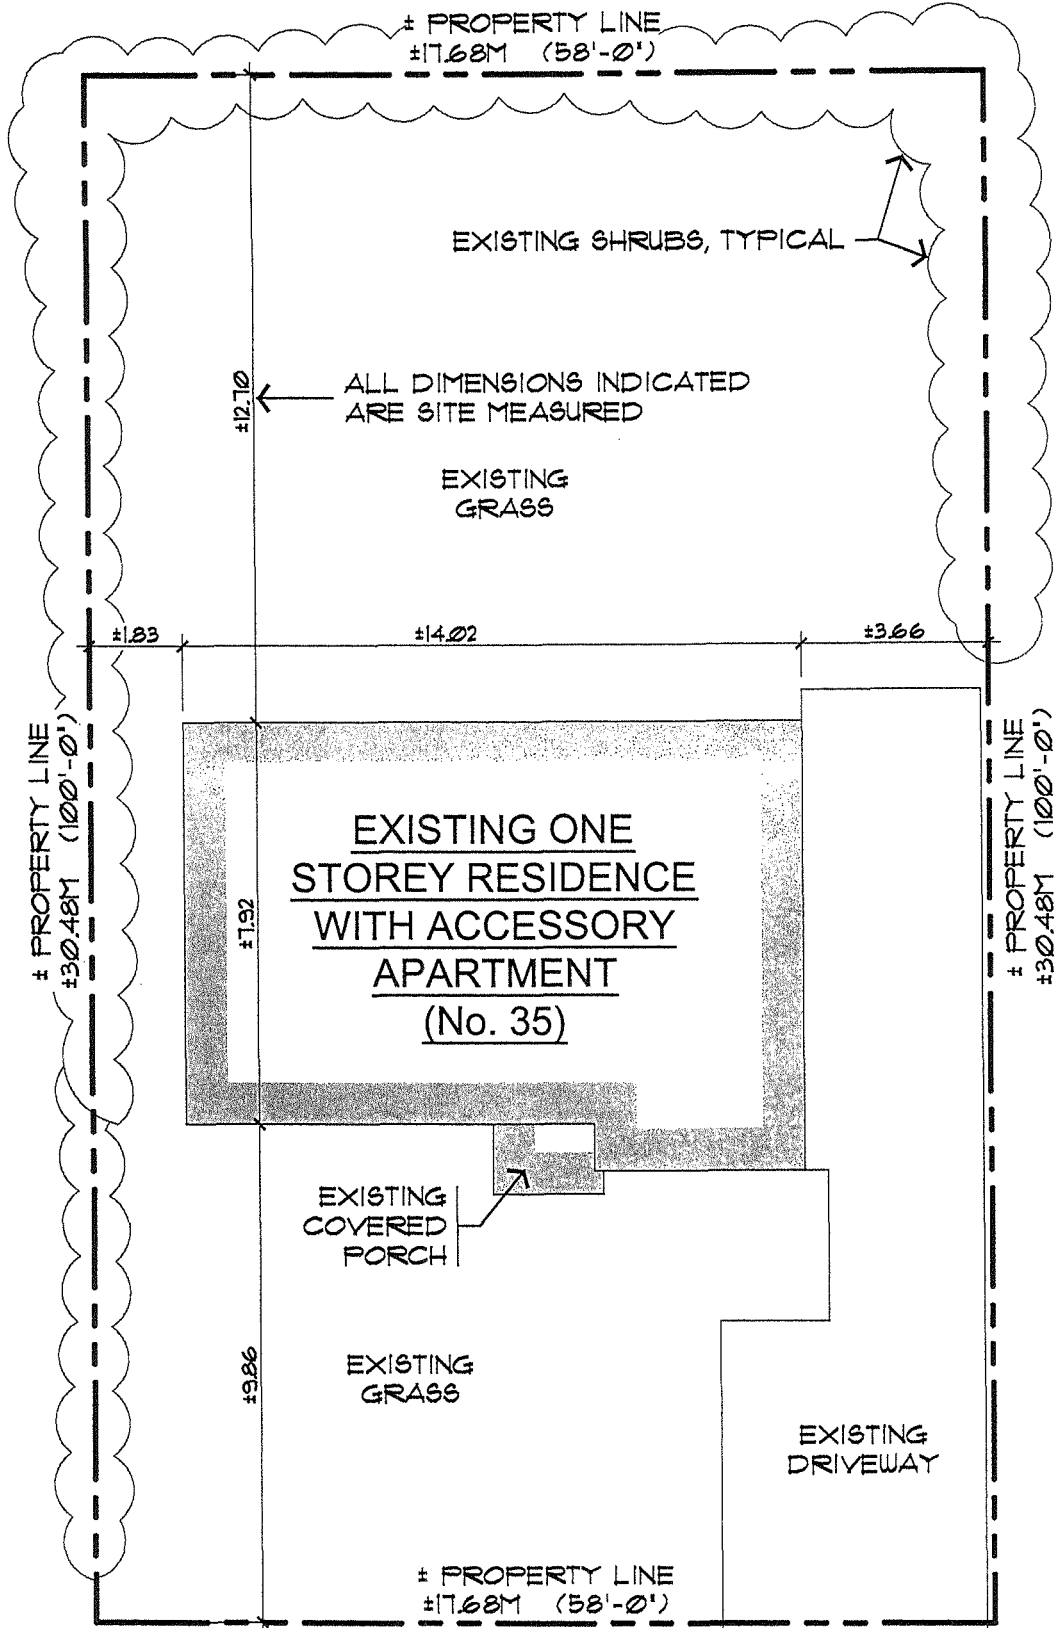 ± PROPERTY LINE
±17.68M (58'-0")
EXISTING SHRUBS, TYPICAL
±12.70
ALL DIMENSIONS INDICATED
ARE SITE MEASURED
EXISTING
GRASS
±1.83
±14.02
±3.66
± PROPERTY LINE
±30.48M (100'-0")
± PROPERTY LINE
±30.48M (100'-0")
EXISTING ONE
STOREY RESIDENCE
WITH ACCESSORY
APARTMENT
(No. 35)
±7.92
EXISTING
COVERED
PORCH
±9.86
EXISTING
GRASS
EXISTING
DRIVEWAY
± PROPERTY LINE
±17.68M (58'-0")